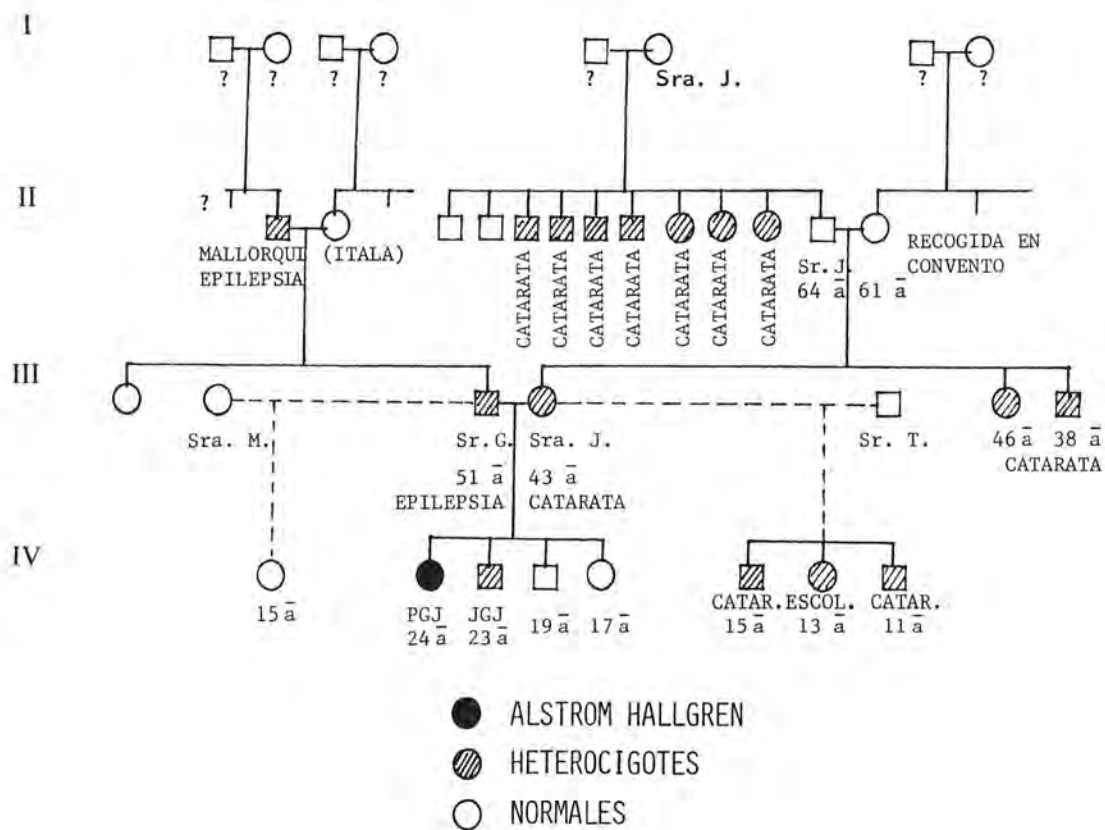 I
? ? ? ? ? Sra. J. ? ?
II
?
MALLORQUI (ITALA)
EPILEPSIA
CATARATA
CATARATA
CATARATA
CATARATA
CATARATA
CATARATA
CATARATA
Sr. J.
64 a̅ 61 a̅
RECOGIDA EN
CONVENTO
III
Sra. M. Sr. G. Sra. J. Sr. T. 46 a̅ 38 a̅
51 a̅ 43 a̅ CATARATA
EPILEPSIA CATARATA
IV
15 a̅
PGJ JGJ 19 a̅ 17 a̅
24 a̅ 23 a̅
CATAR. ESCOL. CATAR.
15 a̅ 13 a̅ 11 a̅
ALSTROM HALLGREN
HETEROCIGOTES
NORMALES